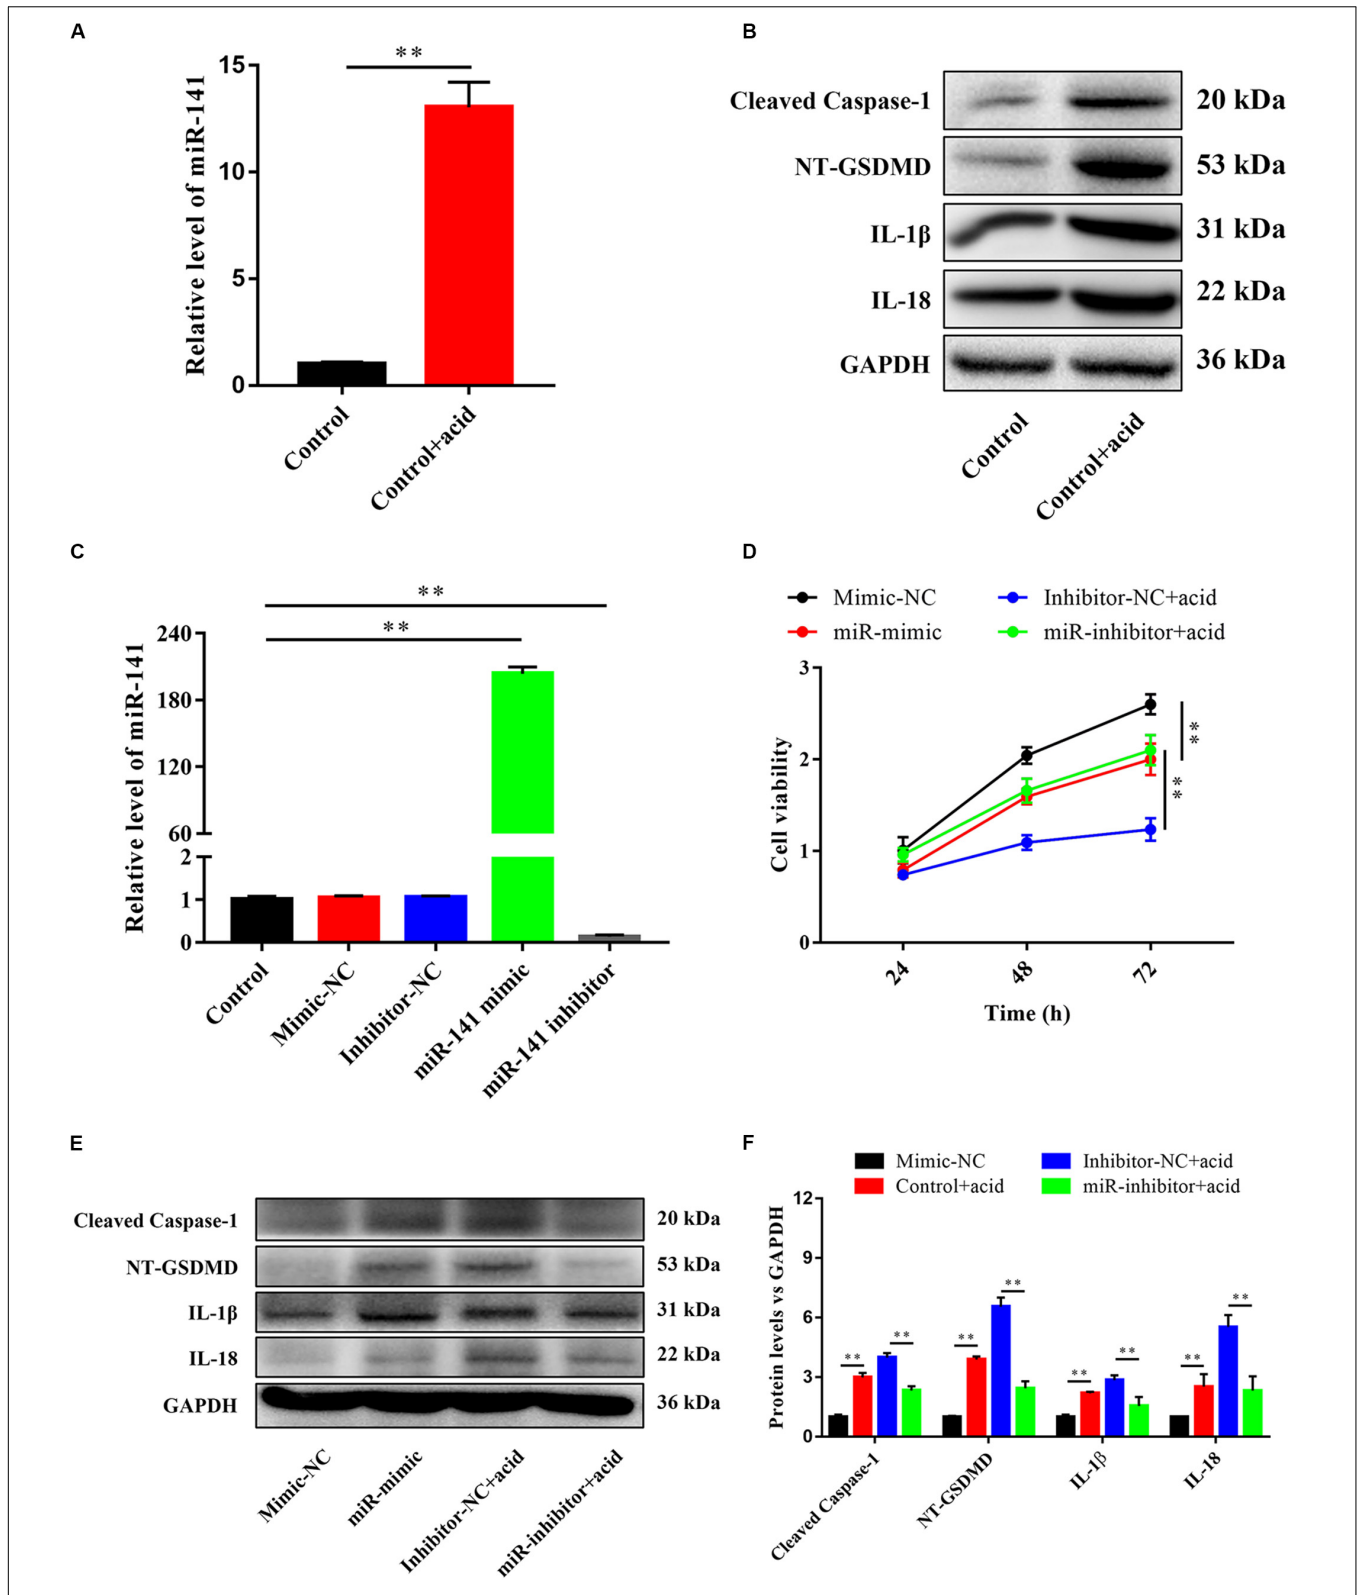 A
**
15
10
5
0
Relative level of miR-141
Control
Control+acid
B
Cleaved Caspase-1
20 kDa
NT-GSDMD
53 kDa
IL-1β
31 kDa
IL-18
22 kDa
GAPDH
36 kDa
Control
Control+acid
C
**
**
240
180
120
60
2
1
0
Relative level of miR-141
Control
Mimic-NC
Inhibitor-NC
miR-141 mimic
miR-141 inhibitor
D
Mimic-NC
Inhibitor-NC+acid
miR-mimic
miR-inhibitor+acid
3
2
1
0
Cell viability
**
**
24
48
72
Time (h)
E
Cleaved Caspase-1
20 kDa
NT-GSDMD
53 kDa
IL-1β
31 kDa
IL-18
22 kDa
GAPDH
36 kDa
Mimic-NC
miR-mimic
Inhibitor-NC+acid
miR-inhibitor+acid
F
Mimic-NC
Inhibitor-NC+acid
Control+acid
miR-inhibitor+acid
12
9
6
3
0
Protein levels vs GAPDH
**
**
**
**
**
**
**
**
Cleaved Caspase-1
NT-GSDMD
IL-1β
IL-18